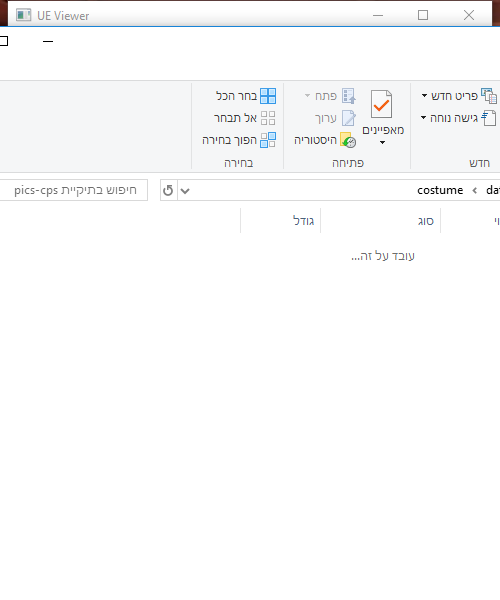 UE Viewer
פריט חדש
גישה נוחה
חדש
מאפיינים
פתח
ערוך
היסטוריה
פתיחה
בחר הכל
אל תבחר
הפוך בחירה
בחירה
costume
חיפוש בתיקיית pics-cps
סוג
גודל
עובד על זה...